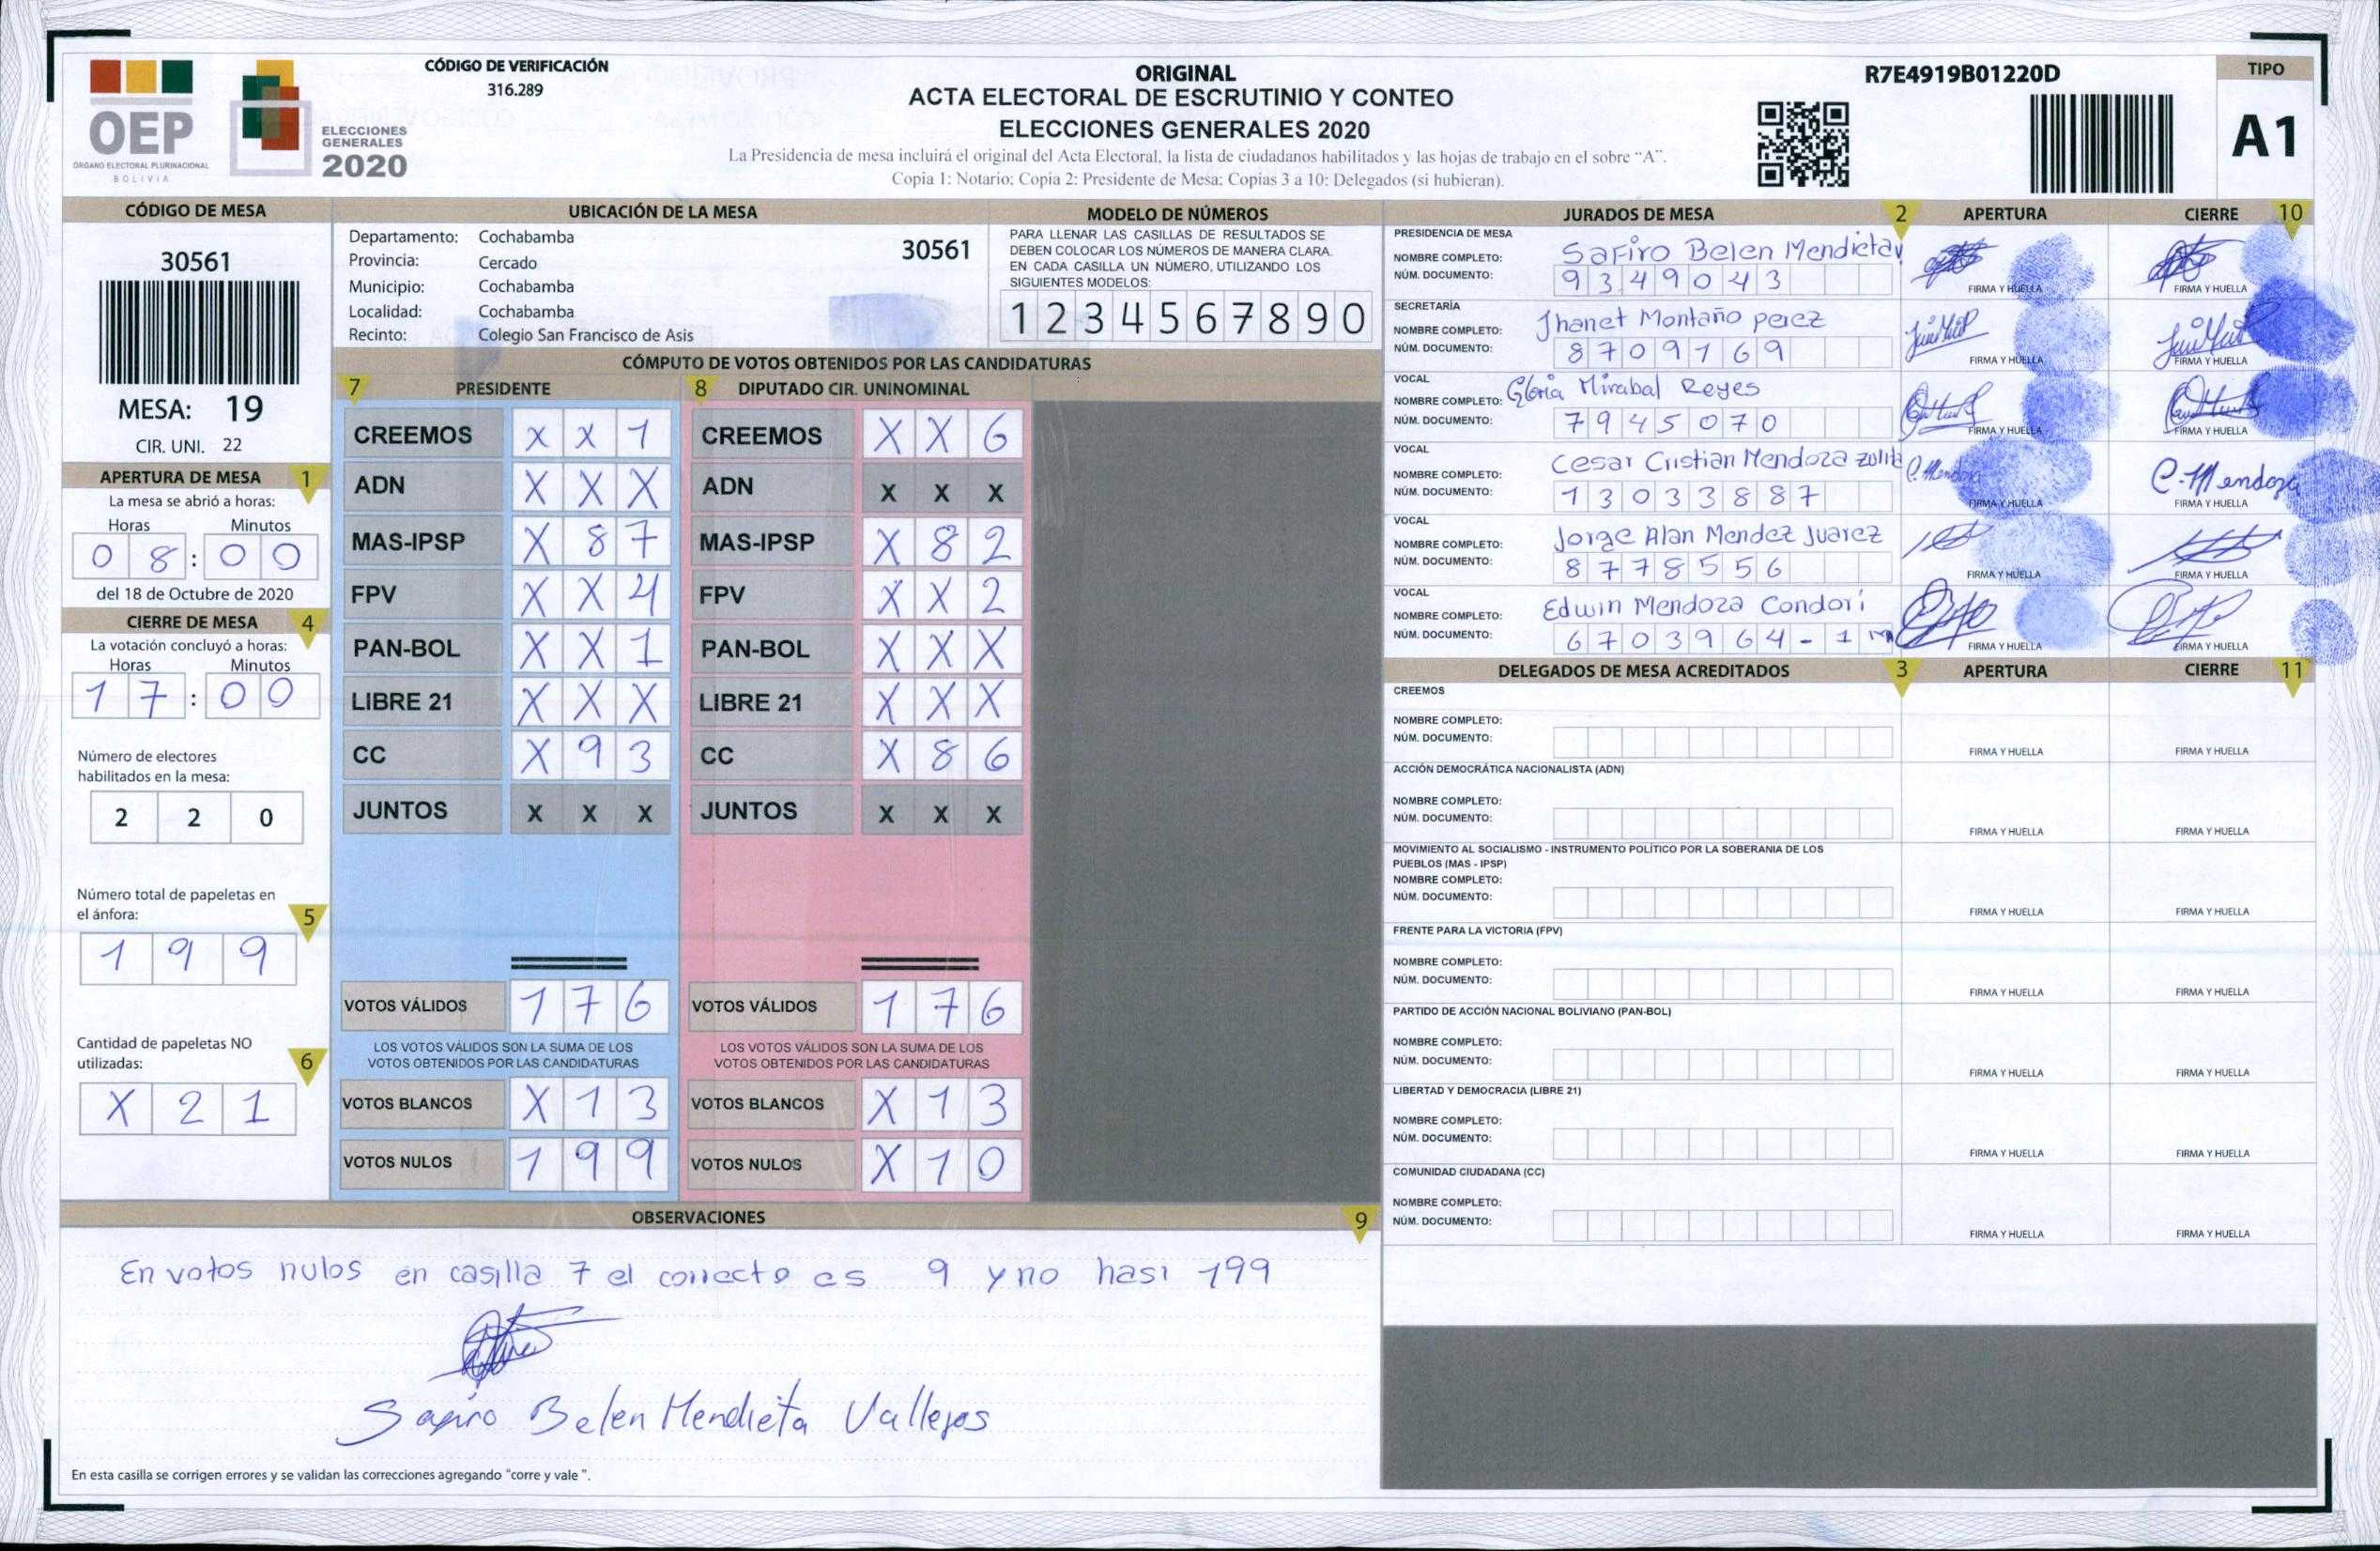 OEP
ÓRGANO ELECTORAL PLURINACIONAL
BOLIVIA
ELECCIONES
GENERALES
2020
CÓDIGO DE VERIFICACIÓN
316.289
ORIGINAL
ACTA ELECTORAL DE ESCRUTINIO Y CONTEO
ELECCIONES GENERALES 2020
La Presidencia de mesa incluirá el original del Acta Electoral, la lista de ciudadanos habilitados y las hojas de trabajo en el sobre "A".
Copia 1: Notario; Copia 2: Presidente de Mesa; Copias 3 a 10: Delegados (si hubieran).
R7E4919B01220D
TIPO
A1
CÓDIGO DE MESA
30561
MESA: 19
CIR. UNI. 22
APERTURA DE MESA 1
La mesa se abrió a horas:
Horas Minutos
0 8 : 0 0
del 18 de Octubre de 2020
CIERRE DE MESA 4
La votación concluyó a horas:
Horas Minutos
1 7 : 0 0
Número de electores
habilitados en la mesa:
2 2 0
Número total de papeletas en
el ánfora: 5
1 9 9
Cantidad de papeletas NO
utilizadas: 6
X 2 1
UBICACIÓN DE LA MESA
Departamento: Cochabamba 30561
Provincia: Cercado
Municipio: Cochabamba
Localidad: Cochabamba
Recinto: Colegio San Francisco de Asis
MODELO DE NÚMEROS
PARA LLENAR LAS CASILLAS DE RESULTADOS SE
DEBEN COLOCAR LOS NÚMEROS DE MANERA CLARA.
EN CADA CASILLA UN NÚMERO, UTILIZANDO LOS
SIGUIENTES MODELOS:
1 2 3 4 5 6 7 8 9 0
CÓMPUTO DE VOTOS OBTENIDOS POR LAS CANDIDATURAS
7 PRESIDENTE 8 DIPUTADO CIR. UNINOMINAL
CREEMOS X X 1 CREEMOS X X 6
ADN X X X ADN X X X
MAS-IPSP X 8 7 MAS-IPSP X 8 2
FPV X X 4 FPV X X 2
PAN-BOL X X 1 PAN-BOL X X X
LIBRE 21 X X X LIBRE 21 X X X
CC X 9 3 CC X 8 6
JUNTOS X X X JUNTOS X X X
VOTOS VÁLIDOS 1 7 6 VOTOS VÁLIDOS 1 7 6
LOS VOTOS VÁLIDOS SON LA SUMA DE LOS LOS VOTOS VÁLIDOS SON LA SUMA DE LOS
VOTOS OBTENIDOS POR LAS CANDIDATURAS VOTOS OBTENIDOS POR LAS CANDIDATURAS
VOTOS BLANCOS X 1 3 VOTOS BLANCOS X 1 3
VOTOS NULOS 1 9 9 VOTOS NULOS X 1 0
OBSERVACIONES 9
En votos nulos en casilla 7 el correcto es 9 y no hasi 199
Safiro Belen Mendieta Vallejos
En esta casilla se corrigen errores y se validan las correcciones agregando "corre y vale ".
JURADOS DE MESA 2 APERTURA CIERRE 10
PRESIDENCIA DE MESA
NOMBRE COMPLETO: Safiro Belen Mendieta V
NÚM. DOCUMENTO: 9 3 4 9 0 4 3
FIRMA Y HUELLA FIRMA Y HUELLA
SECRETARÍA
NOMBRE COMPLETO: Jhanet Montaño perez
NÚM. DOCUMENTO: 8 7 0 9 1 6 9
FIRMA Y HUELLA FIRMA Y HUELLA
VOCAL
NOMBRE COMPLETO: Gloria Mirabal Reyes
NÚM. DOCUMENTO: 7 9 4 5 0 7 0
FIRMA Y HUELLA FIRMA Y HUELLA
VOCAL
NOMBRE COMPLETO: Cesar Cristian Mendoza
NÚM. DOCUMENTO: 1 3 0 3 3 8 8 7
C. Mendoza C. Mendoza
FIRMA Y HUELLA FIRMA Y HUELLA
VOCAL
NOMBRE COMPLETO: Jorge Alan Mendez Juarez
NÚM. DOCUMENTO: 8 7 7 8 5 5 6
FIRMA Y HUELLA FIRMA Y HUELLA
VOCAL
NOMBRE COMPLETO: Edwin Mendoza Condori
NÚM. DOCUMENTO: 6 7 0 3 9 6 4 - 1
FIRMA Y HUELLA FIRMA Y HUELLA
DELEGADOS DE MESA ACREDITADOS 3 APERTURA CIERRE 11
CREEMOS
NOMBRE COMPLETO:
NÚM. DOCUMENTO:
FIRMA Y HUELLA FIRMA Y HUELLA
ACCIÓN DEMOCRÁTICA NACIONALISTA (ADN)
NOMBRE COMPLETO:
NÚM. DOCUMENTO:
FIRMA Y HUELLA FIRMA Y HUELLA
MOVIMIENTO AL SOCIALISMO - INSTRUMENTO POLÍTICO POR LA SOBERANIA DE LOS
PUEBLOS (MAS - IPSP)
NOMBRE COMPLETO:
NÚM. DOCUMENTO:
FIRMA Y HUELLA FIRMA Y HUELLA
FRENTE PARA LA VICTORIA (FPV)
NOMBRE COMPLETO:
NÚM. DOCUMENTO:
FIRMA Y HUELLA FIRMA Y HUELLA
PARTIDO DE ACCIÓN NACIONAL BOLIVIANO (PAN-BOL)
NOMBRE COMPLETO:
NÚM. DOCUMENTO:
FIRMA Y HUELLA FIRMA Y HUELLA
LIBERTAD Y DEMOCRACIA (LIBRE 21)
NOMBRE COMPLETO:
NÚM. DOCUMENTO:
FIRMA Y HUELLA FIRMA Y HUELLA
COMUNIDAD CIUDADANA (CC)
NOMBRE COMPLETO:
NÚM. DOCUMENTO:
FIRMA Y HUELLA FIRMA Y HUELLA